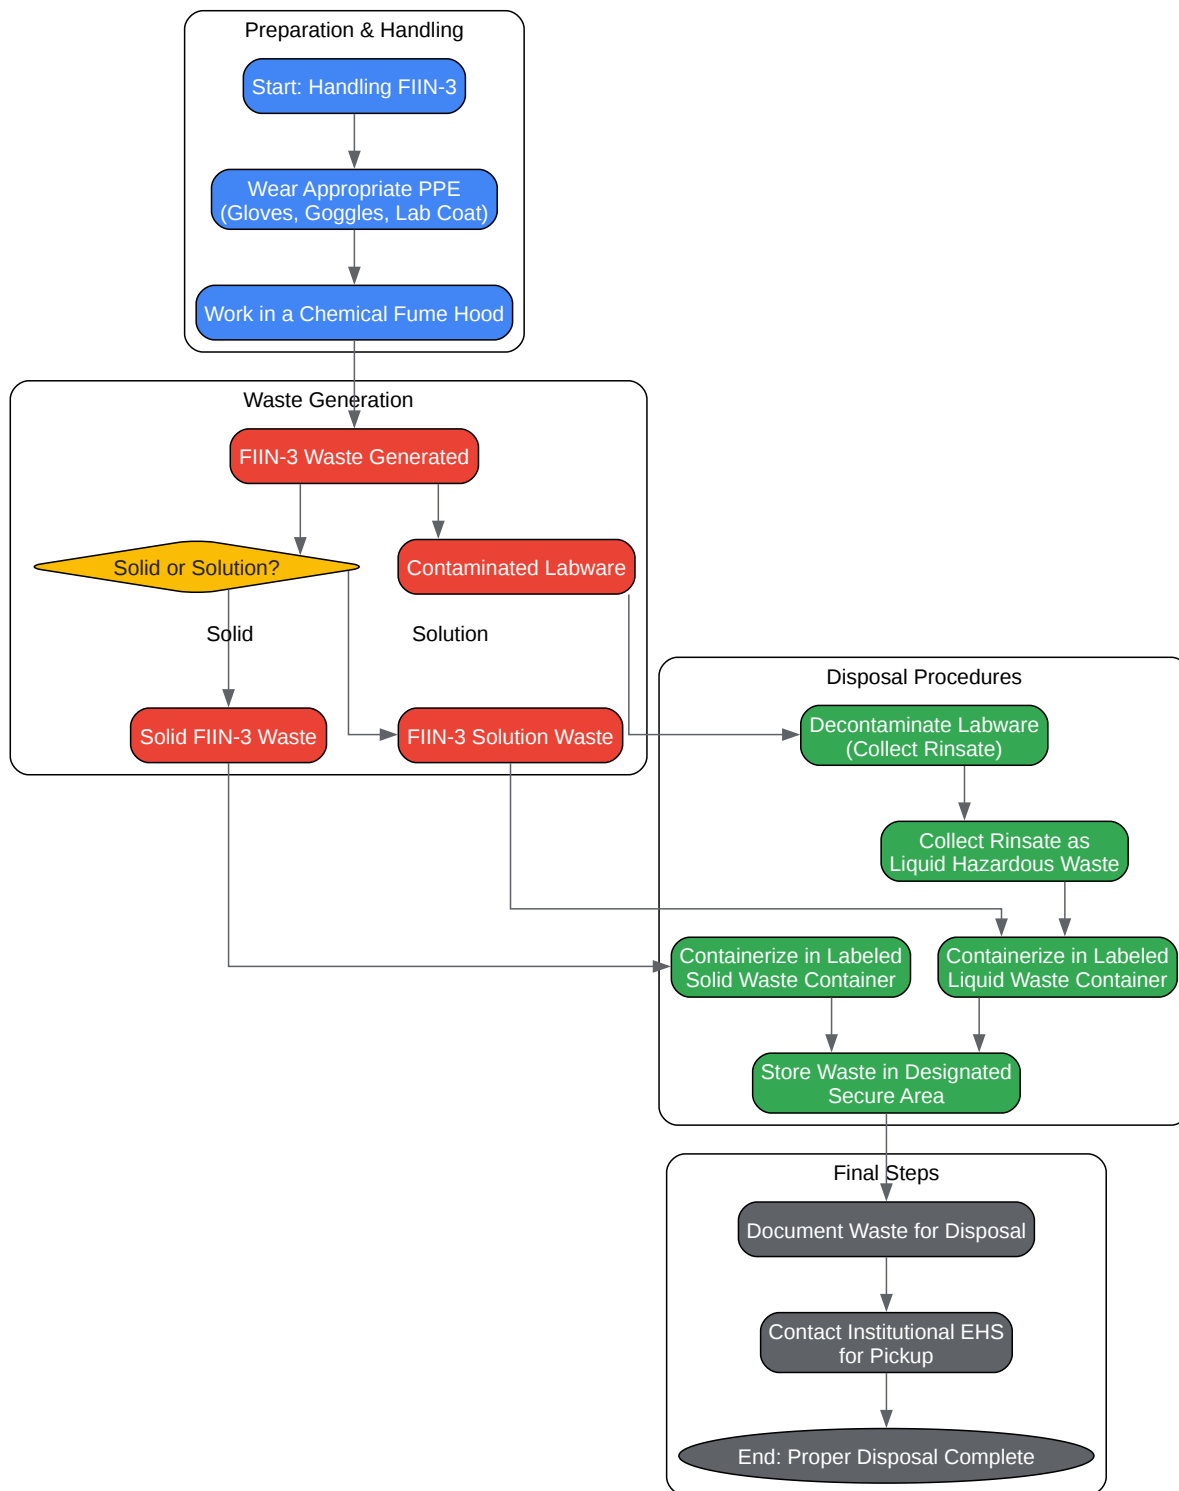 Preparation & Handling
Start: Handling FIIN-3
Wear Appropriate PPE
(Gloves, Goggles, Lab Coat)
Work in a Chemical Fume Hood
Waste Generation
FIIN-3 Waste Generated
Solid or Solution?
Contaminated Labware
Solid
Solution
Solid FIIN-3 Waste
FIIN-3 Solution Waste
Disposal Procedures
Decontaminate Labware
(Collect Rinsate)
Collect Rinsate as
Liquid Hazardous Waste
Containerize in Labeled
Solid Waste Container
Containerize in Labeled
Liquid Waste Container
Store Waste in Designated
Secure Area
Final Steps
Document Waste for Disposal
Contact Institutional EHS
for Pickup
End: Proper Disposal Complete